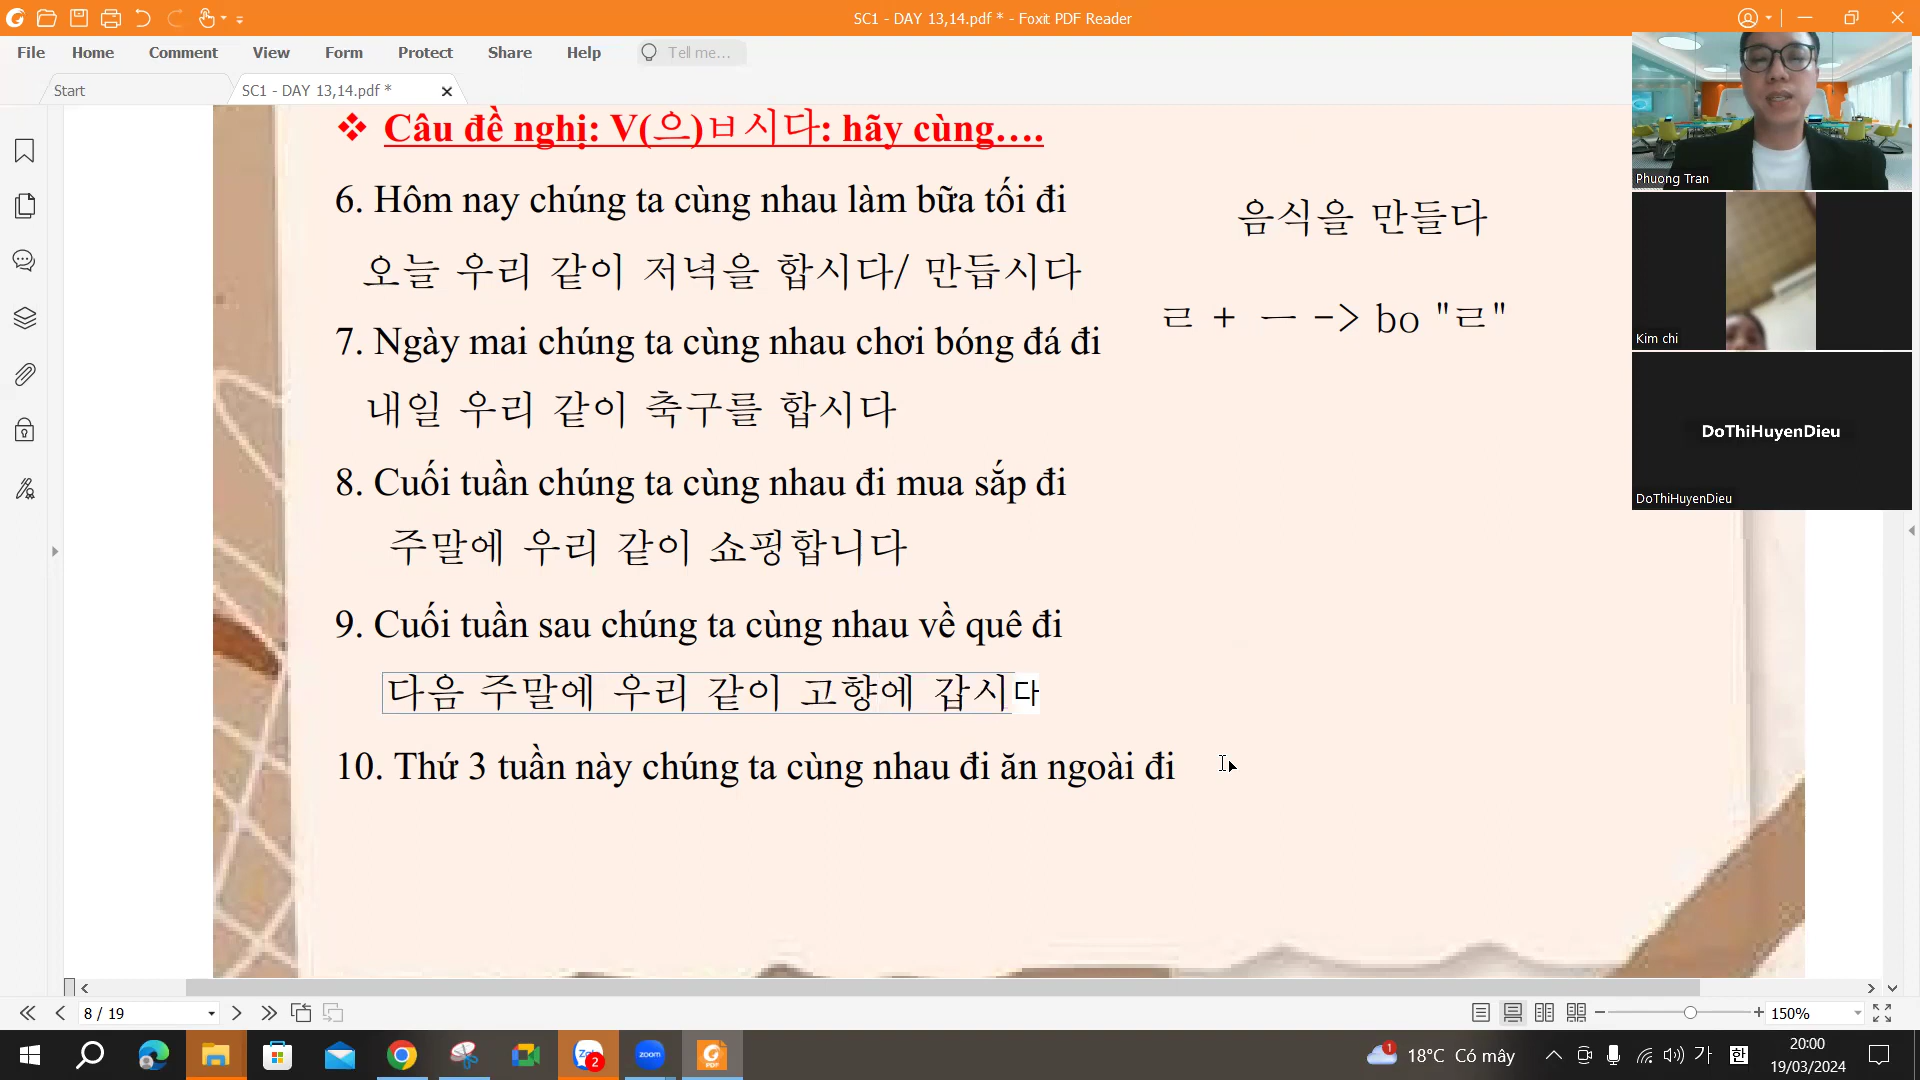 SC1 - DAY 13,14.pdf * - Foxit PDF Reader
File Home Comment View Form Protect Share Help Tell me...
Start SC1 - DAY 13,14.pdf *
❖ Câu đề nghị: V(으)ㅂ시다: hãy cùng....
6. Hôm nay chúng ta cùng nhau làm bữa tối đi
음식을 만들다
오늘 우리 같이 저녁을 합시다/ 만듭시다
ㄹ + ㅡ -> bo "ㄹ"
7. Ngày mai chúng ta cùng nhau chơi bóng đá đi
내일 우리 같이 축구를 합시다
8. Cuối tuần chúng ta cùng nhau đi mua sắp đi
주말에 우리 같이 쇼핑합니다
9. Cuối tuần sau chúng ta cùng nhau về quê đi
다음 주말에 우리 같이 고향에 갑시다
10. Thứ 3 tuần này chúng ta cùng nhau đi ăn ngoài đi
Phuong Tran
Kim chi
DoThiHuyenDieu
DoThiHuyenDieu
8 / 19
150%
Zalo
2
zoom
PDF
1
18°C Có mây
가
한
20:00
19/03/2024